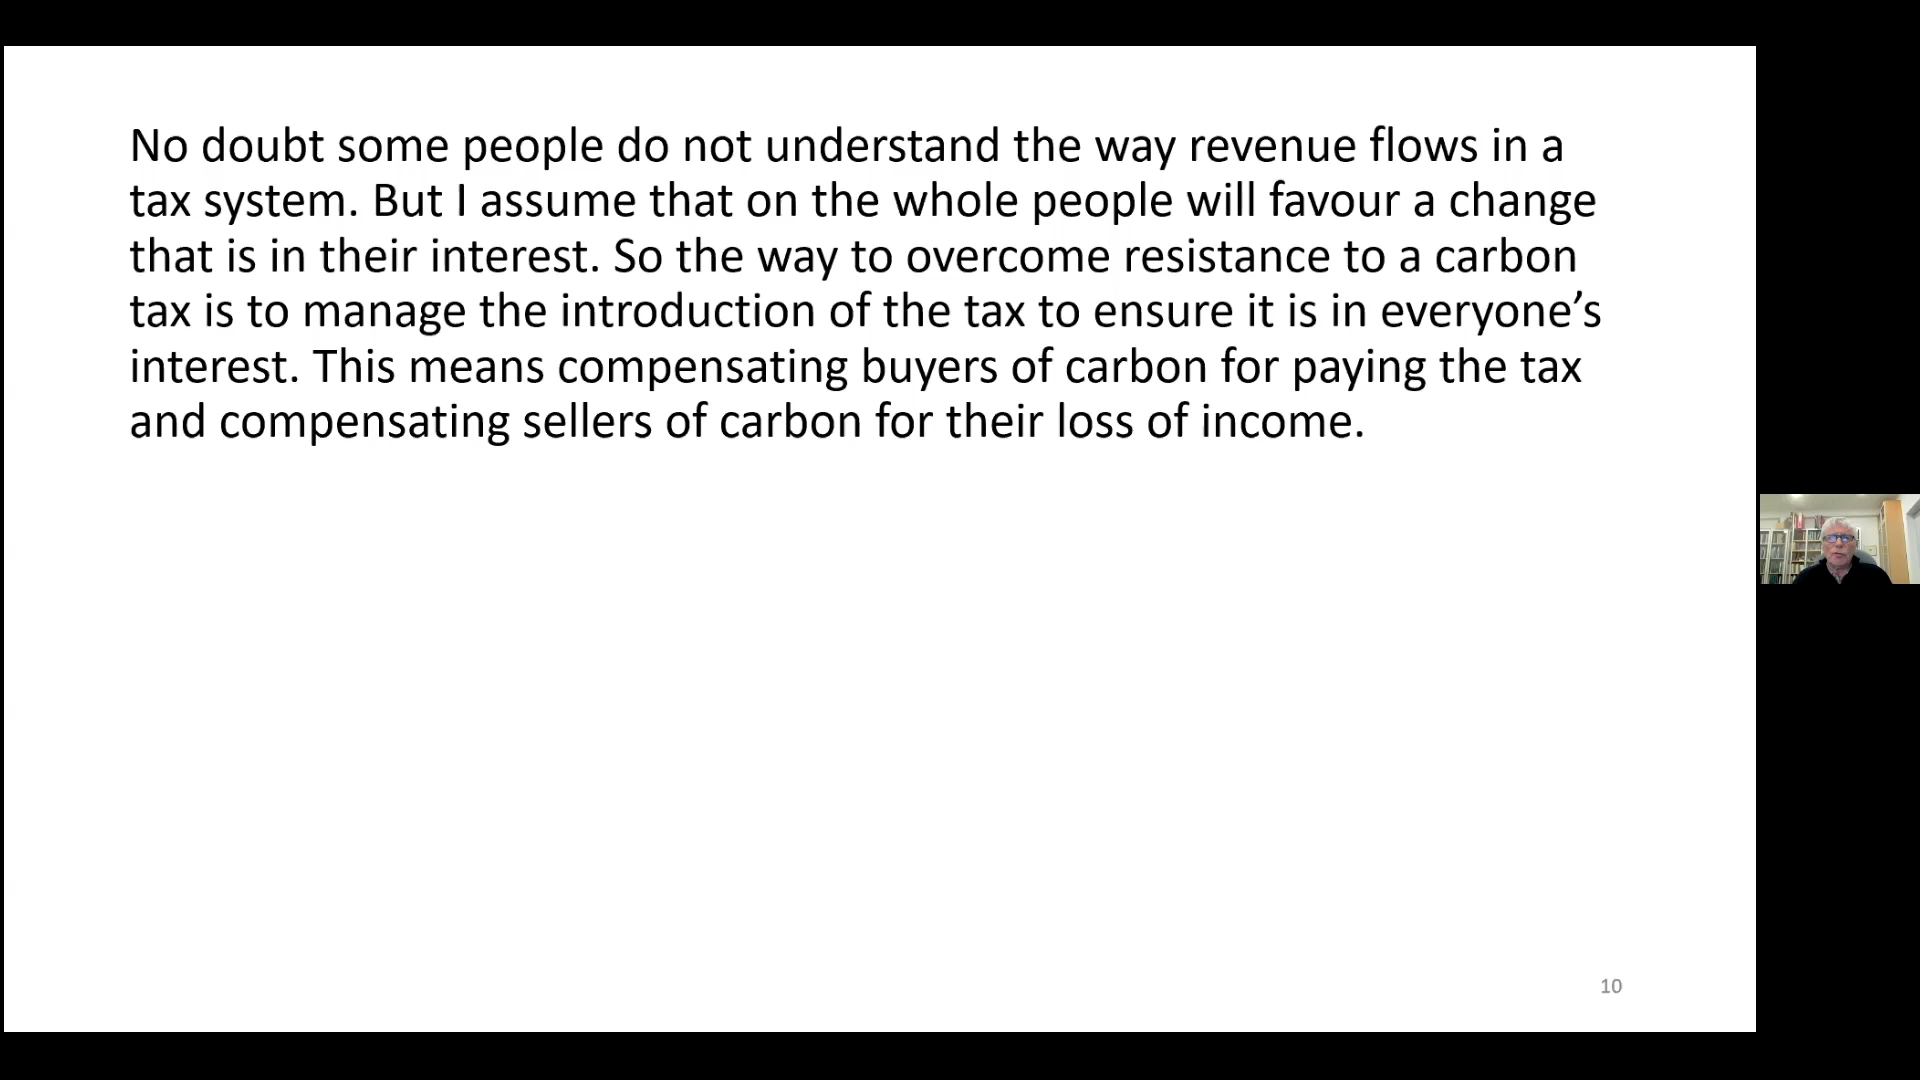 No doubt some people do not understand the way revenue flows in a
tax system. But I assume that on the whole people will favour a change
that is in their interest. So the way to overcome resistance to a carbon
tax is to manage the introduction of the tax to ensure it is in everyone’s
interest. This means compensating buyers of carbon for paying the tax
and compensating sellers of carbon for their loss of income.
10